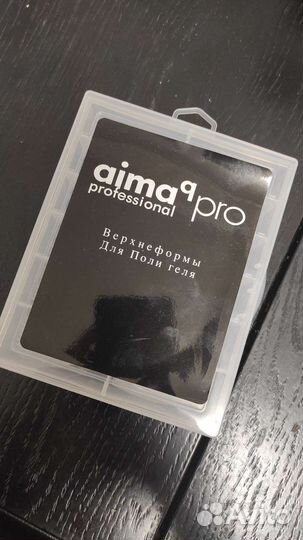 aima q pro
professional
Верхнеформы
Для Поли геля
Avito